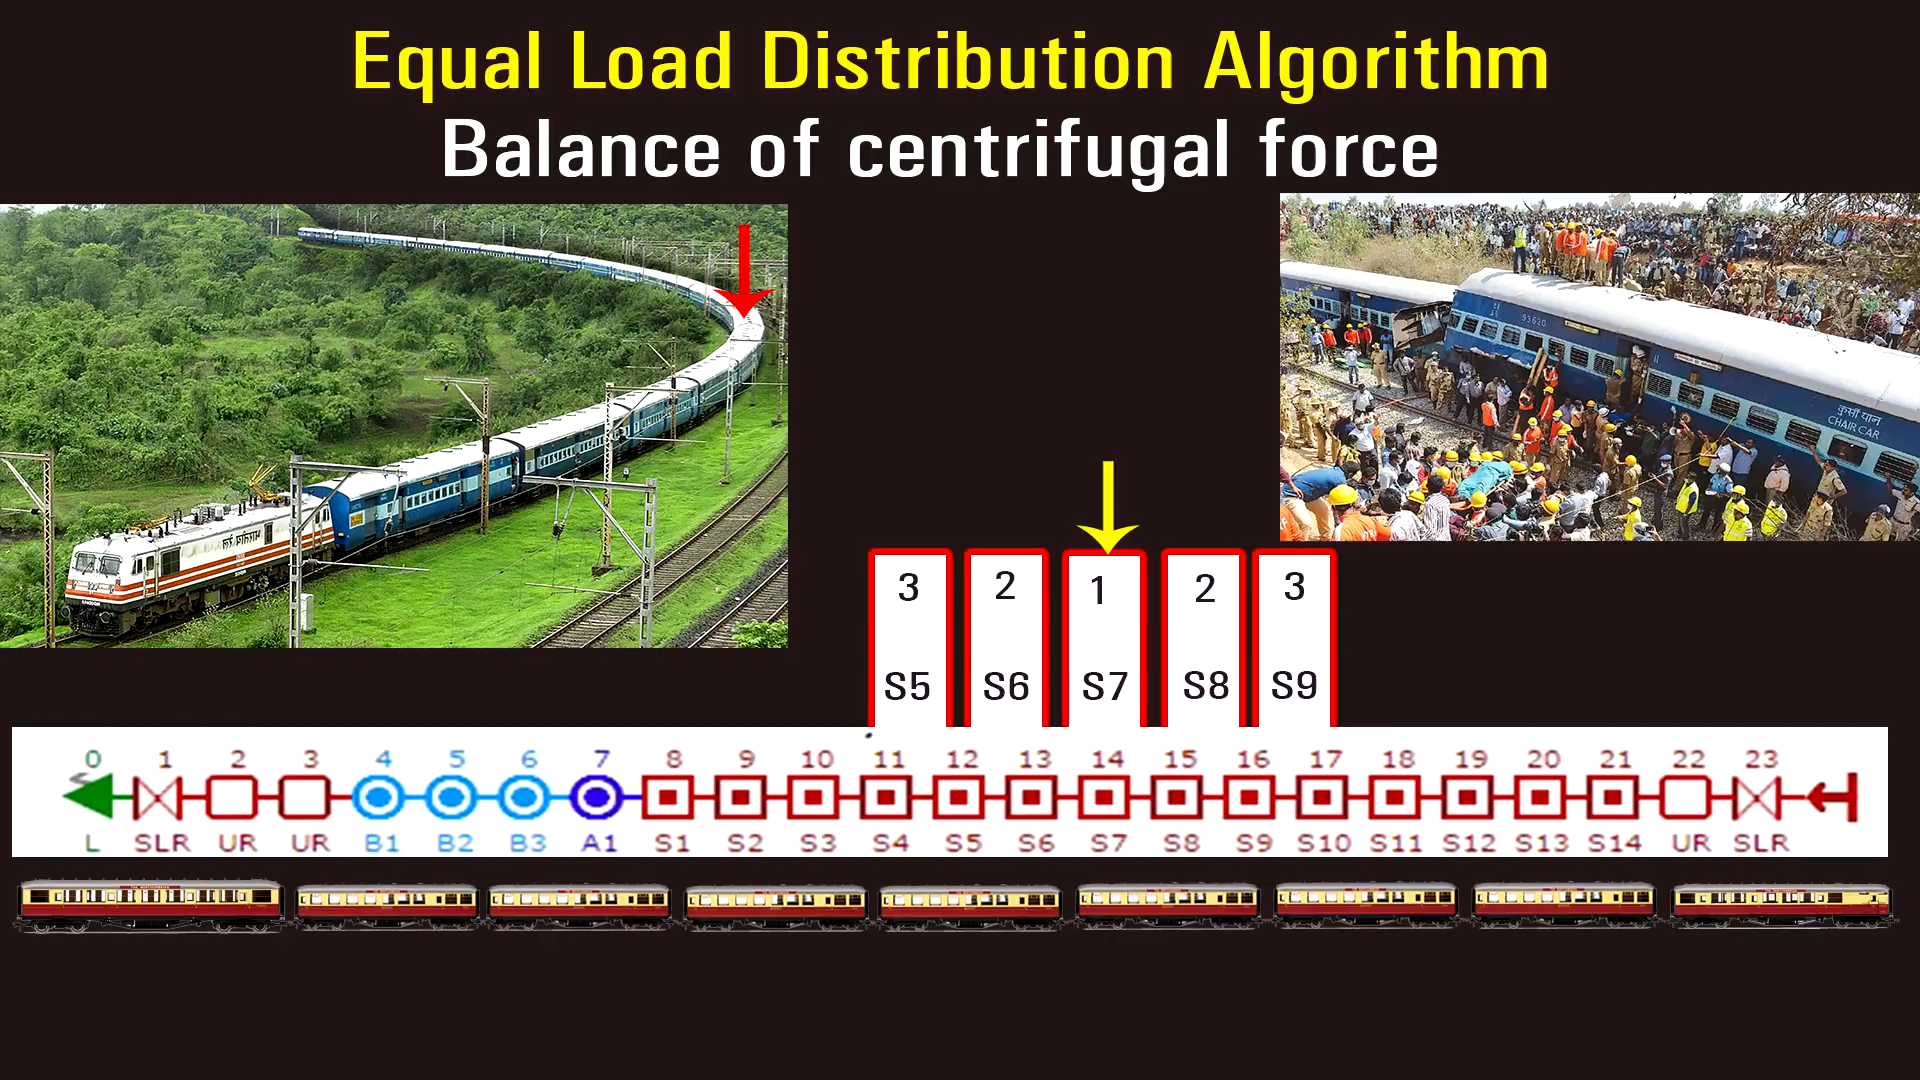 Equal Load Distribution Algorithm
Balance of centrifugal force
कुर्सी यान
CHAIR CAR
93620
3 2 1 2 3
S5 S6 S7 S8 S9
0 1 2 3 4 5 6 7 8 9 10 11 12 13 14 15 16 17 18 19 20 21 22 23
L SLR UR UR B1 B2 B3 A1 S1 S2 S3 S4 S5 S6 S7 S8 S9 S10 S11 S12 S13 S14 UR SLR